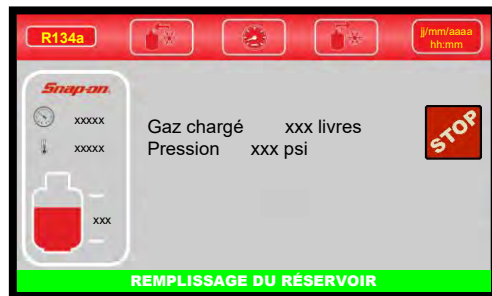 R134a
jj/mm/aaaa
hh:mm
Snap-on
xxxxx
xxxxx
xxx
Gaz chargé xxx livres
Pression xxx psi
STOP
REMPLISSAGE DU RÉSERVOIR